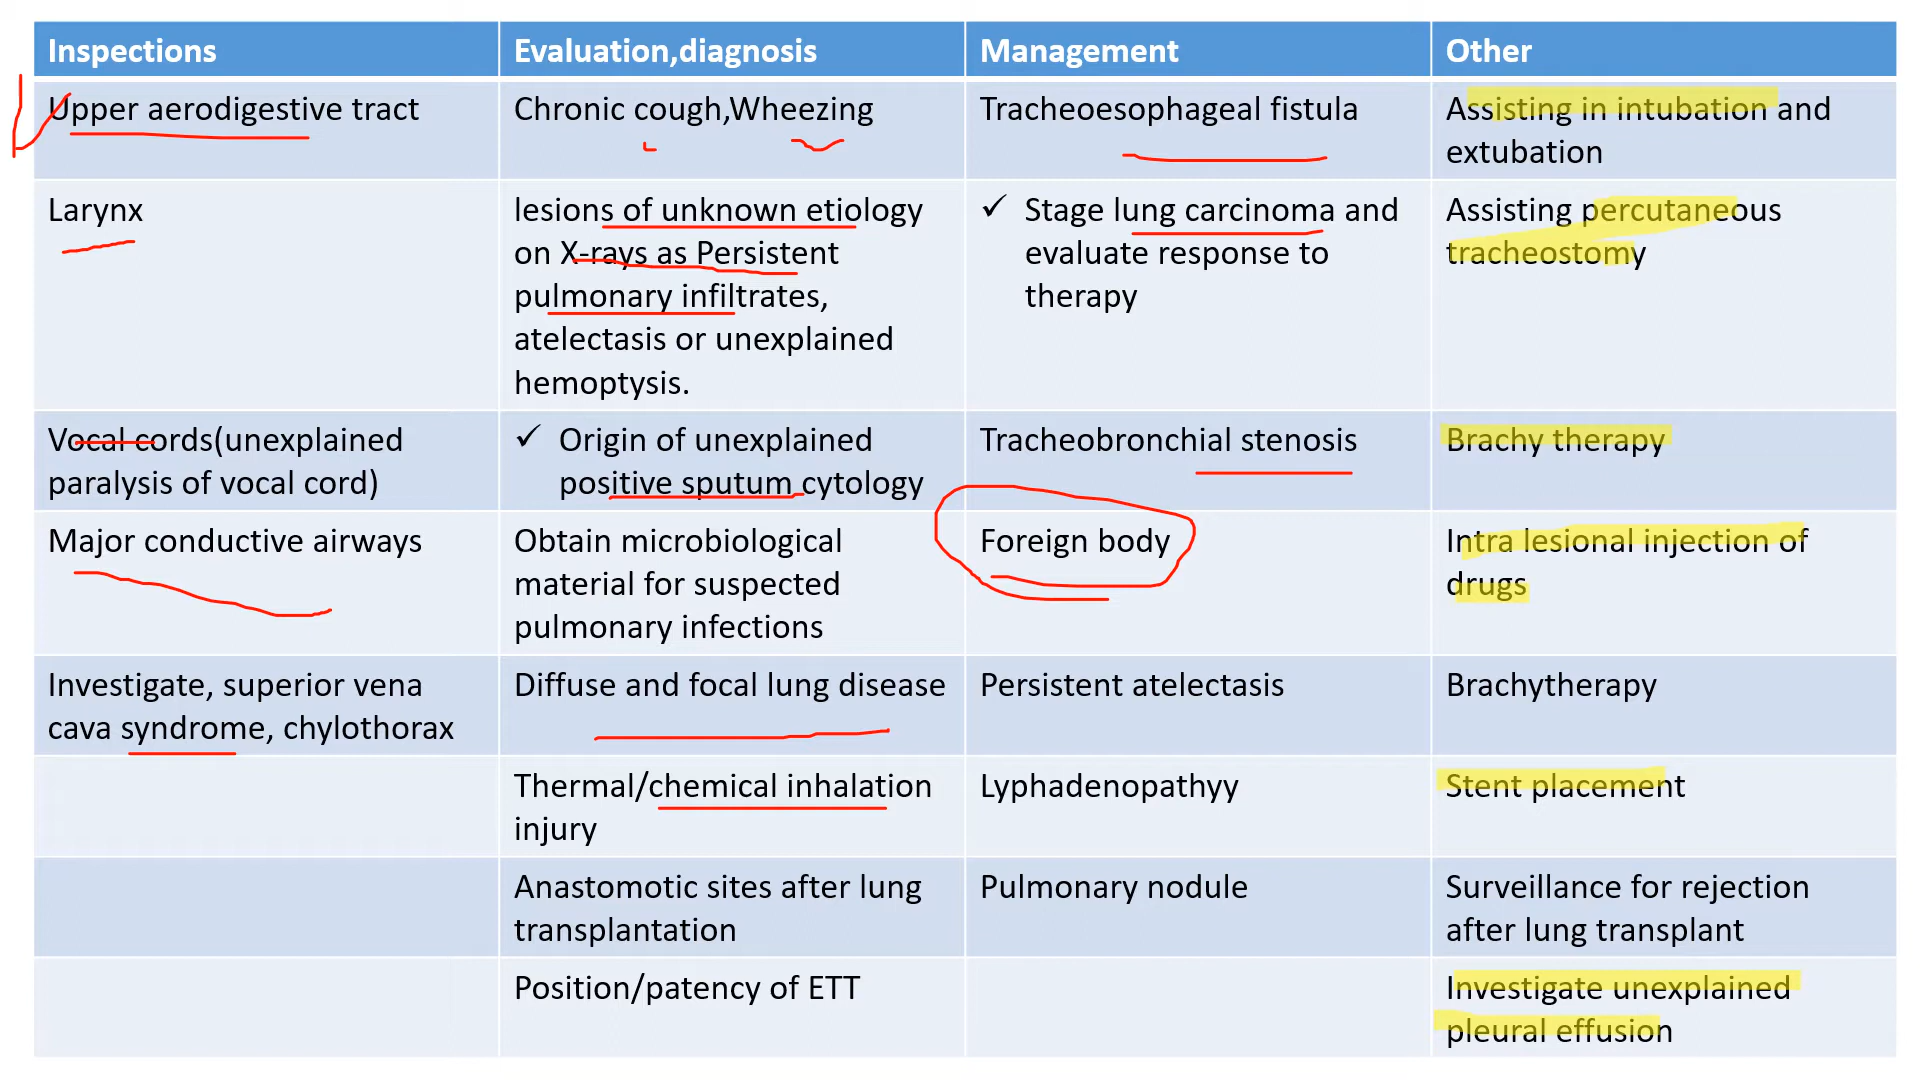 Inspections
Evaluation,diagnosis
Management
Other
Upper aerodigestive tract
Chronic cough,Wheezing
Tracheoesophageal fistula
Assisting in intubation and
extubation
Larynx
lesions of unknown etiology
on X-rays as Persistent
pulmonary infiltrates,
atelectasis or unexplained
hemoptysis.
✓ Stage lung carcinoma and
evaluate response to
therapy
Assisting percutaneous
tracheostomy
Vocal cords(unexplained
paralysis of vocal cord)
✓ Origin of unexplained
positive sputum cytology
Tracheobronchial stenosis
Brachy therapy
Major conductive airways
Obtain microbiological
material for suspected
pulmonary infections
Foreign body
Intra lesional injection of
drugs
Investigate, superior vena
cava syndrome, chylothorax
Diffuse and focal lung disease
Persistent atelectasis
Brachytherapy
Thermal/chemical inhalation
injury
Lyphadenopathyy
Stent placement
Anastomotic sites after lung
transplantation
Pulmonary nodule
Surveillance for rejection
after lung transplant
Position/patency of ETT
Investigate unexplained
pleural effusion